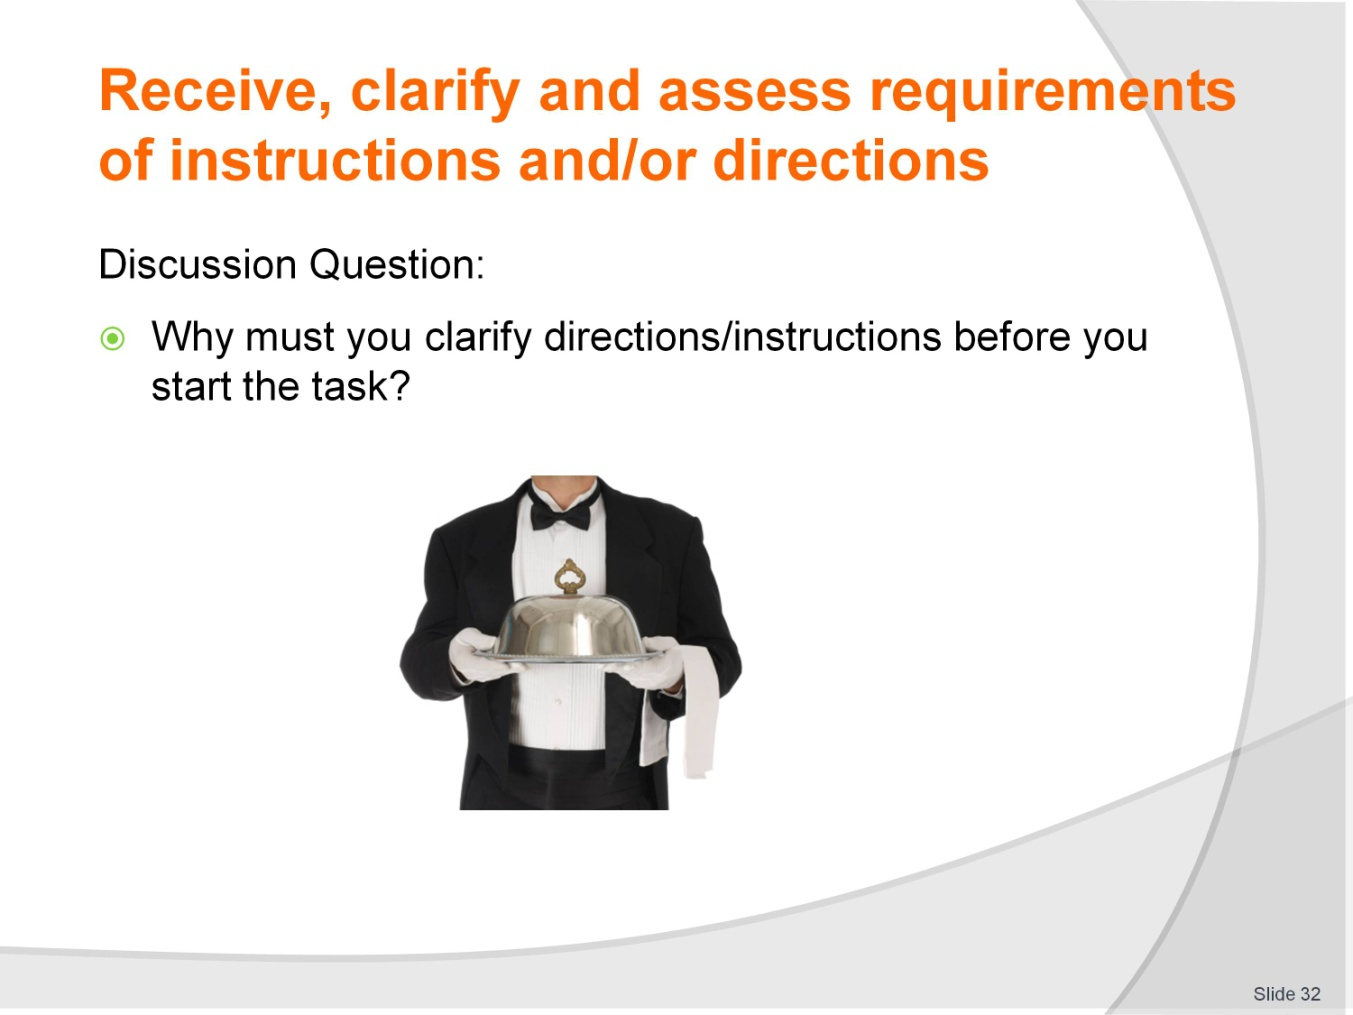 Receive, clarify and assess requirements
of instructions and/or directions
Discussion Question:
Why must you clarify directions/instructions before you
start the task?
Slide 32